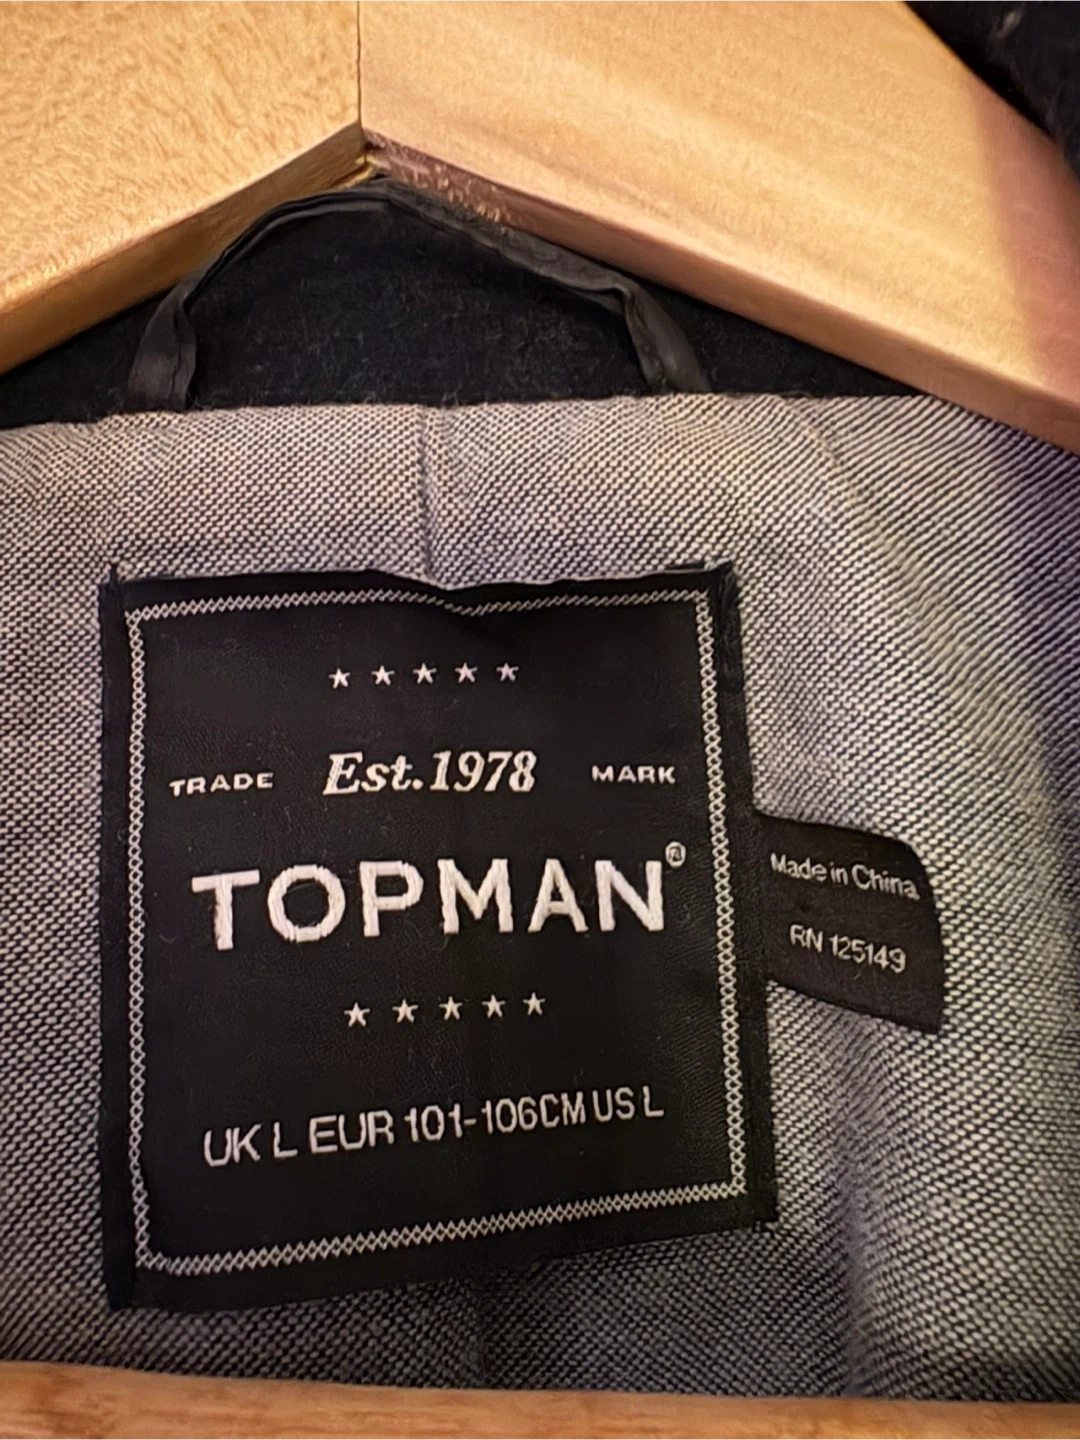 ★★★★★
TRADE Est.1978 MARK
TOPMAN®
★★★★★
UK L EUR 101-106CM US L
Made in China
RN 125149